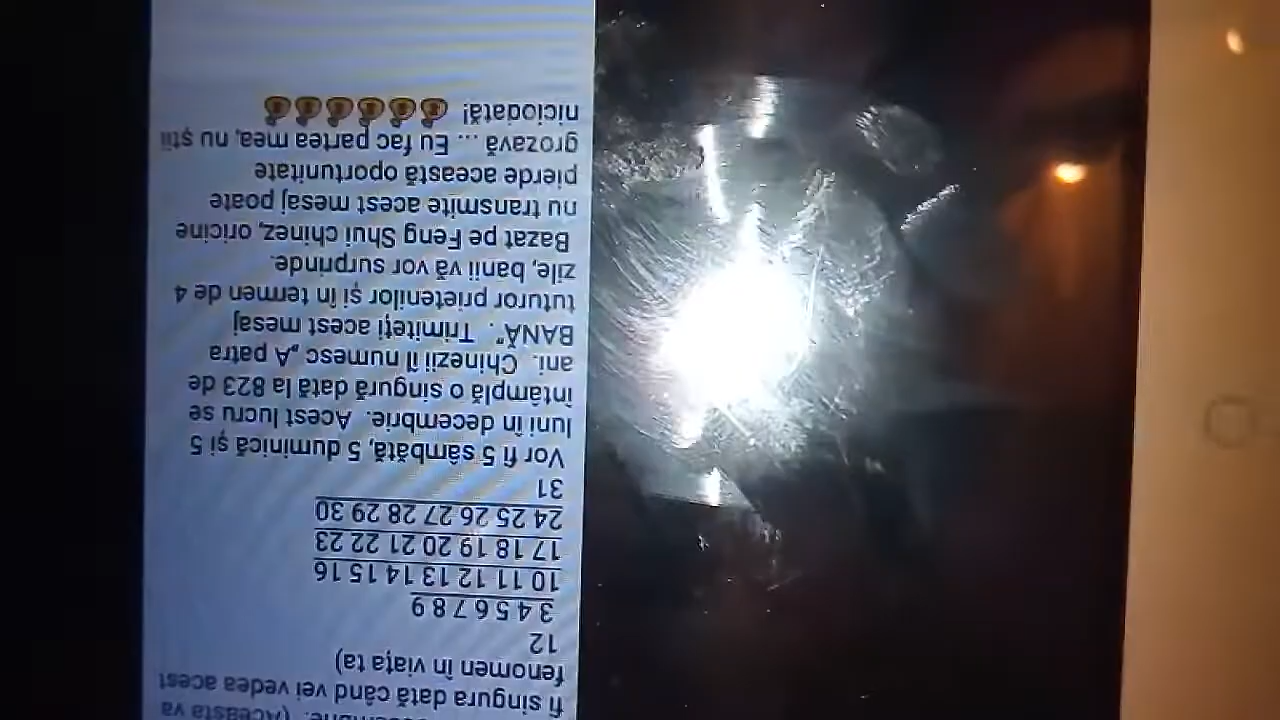 (Aceasta va
fi singura dată când vei vedea acest
fenomen în viața ta)
12
3 4 5 6 7 8 9
10 11 12 13 14 15 16
17 18 19 20 21 22 23
24 25 26 27 28 29 30
31
Vor fi 5 sâmbătă, 5 duminică și 5
luni în decembrie. Acest lucru se
întâmplă o singură dată la 823 de
ani. Chinezii îl numesc „A patra
BANĂ". Trimiteți acest mesaj
tuturor prietenilor și în termen de 4
zile, banii vă vor surprinde.
Bazat pe Feng Shui chinez, oricine
nu transmite acest mesaj poate
pierde această oportunitate
grozavă ... Eu fac partea mea, nu știi
niciodată! 💰💰💰💰💰💰